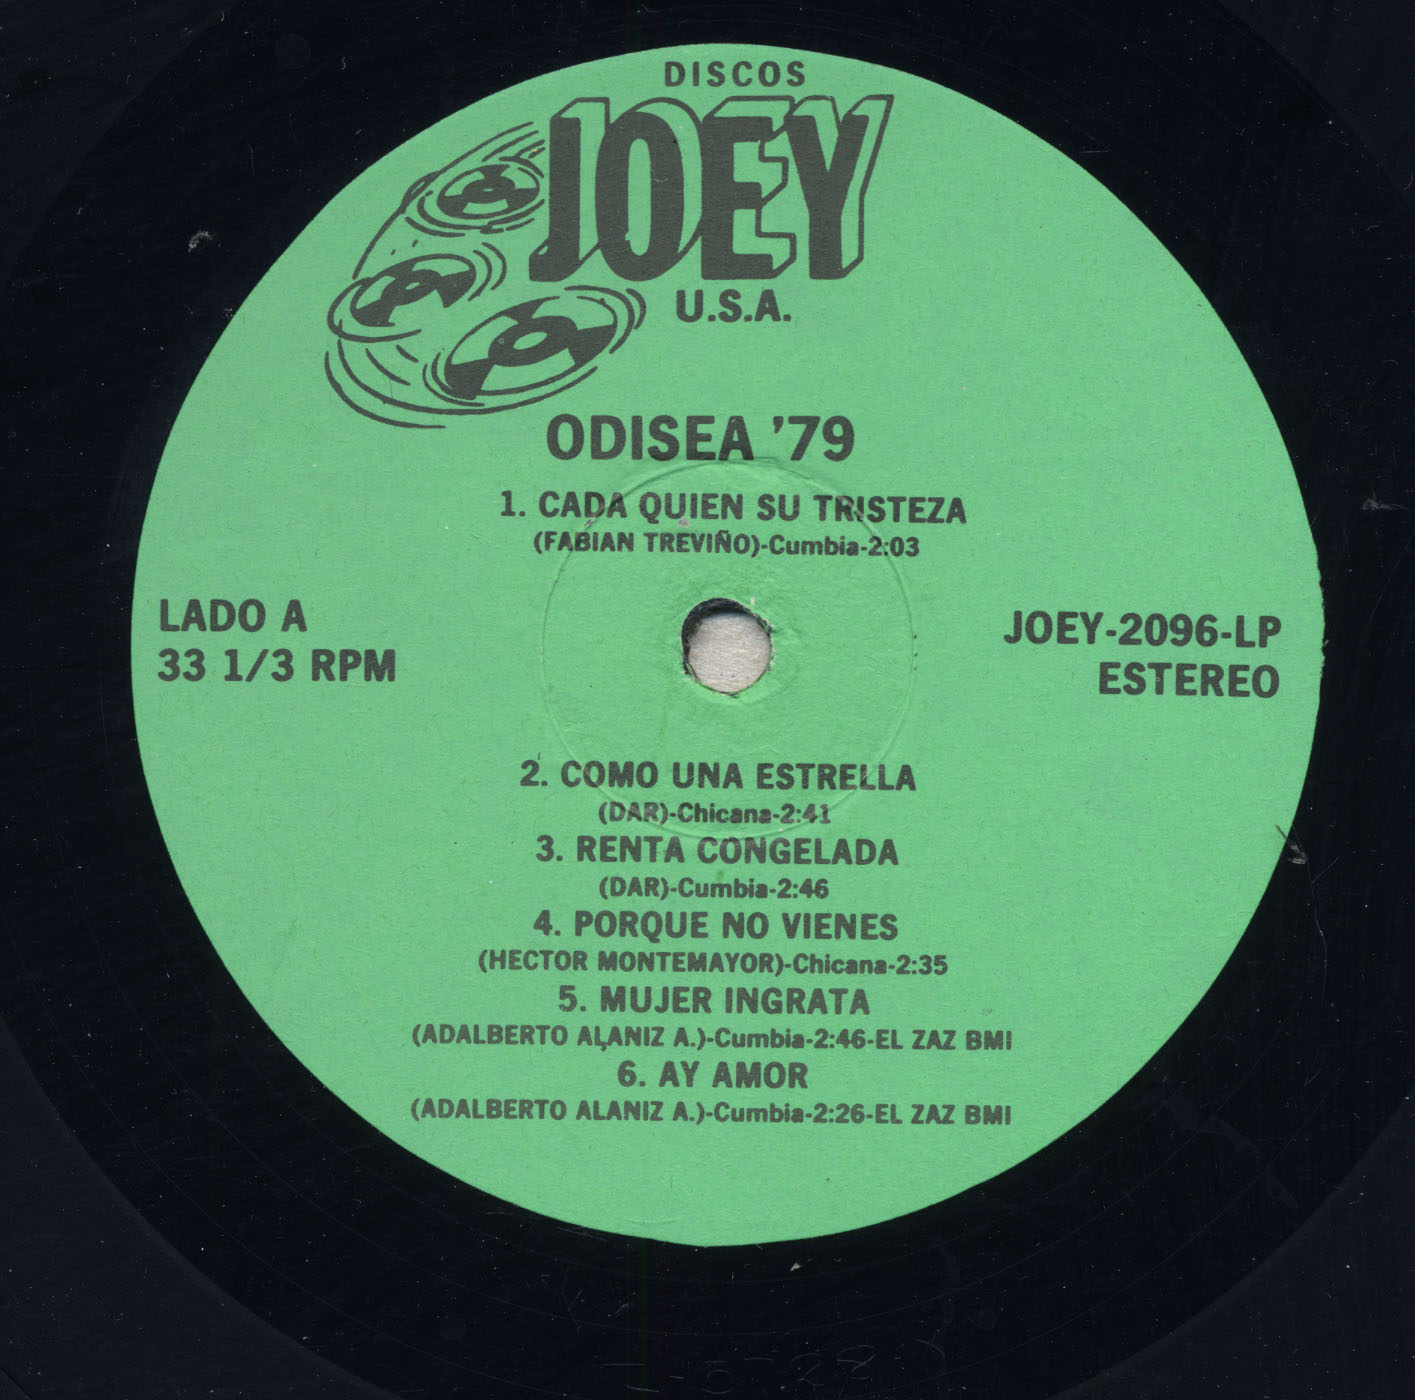 DISCOS
JOEY
U.S.A.
ODISEA '79
1. CADA QUIEN SU TRISTEZA
(FABIAN TREVIÑO)-Cumbia-2:03
LADO A
33 1/3 RPM
JOEY-2096-LP
ESTEREO
2. COMO UNA ESTRELLA
(DAR)-Chicana-2:41
3. RENTA CONGELADA
(DAR)-Cumbia-2:46
4. PORQUE NO VIENES
(HECTOR MONTEMAYOR)-Chicana-2:35
5. MUJER INGRATA
(ADALBERTO ALANIZ A.)-Cumbia-2:46-EL ZAZ BMI
6. AY AMOR
(ADALBERTO ALANIZ A.)-Cumbia-2:26-EL ZAZ BMI